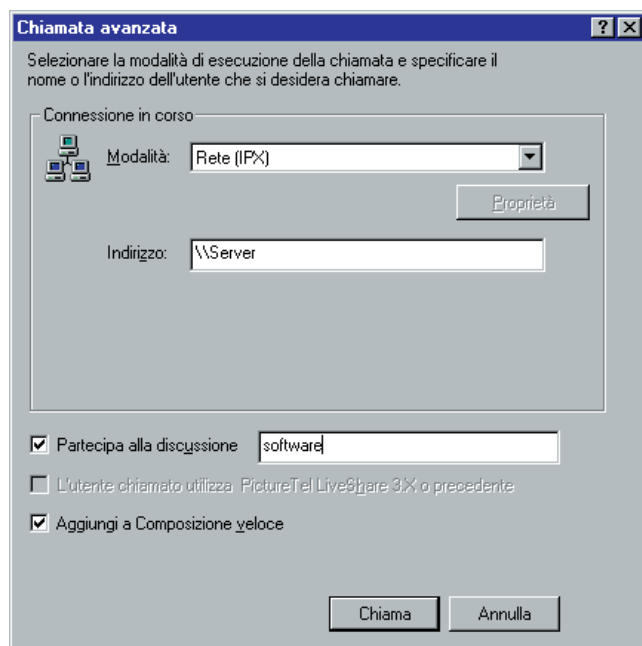 Chiamata avanzata
Selezionare la modalità di esecuzione della chiamata e specificare il
nome o l'indirizzo dell'utente che si desidera chiamare.
Connessione in corso
Modalità: Rete (IPX)
Proprietà
Indirizzo: \\Server
Partecipa alla discussione software
L'utente chiamato utilizza PictureTel LiveShare 3.X o precedente
Aggiungi a Composizione veloce
Chiama Annulla